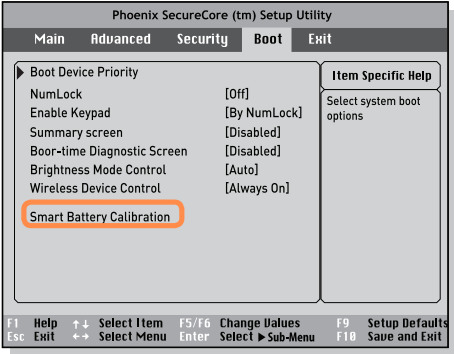 Phoenix SecureCore (tm) Setup Utility
Main Advanced Security Boot Exit
Boot Device Priority
NumLock [Off]
Enable Keypad [By NumLock]
Summary screen [Disabled]
Boor-time Diagnostic Screen [Disabled]
Brightness Mode Control [Auto]
Wireless Device Control [Always On]
Smart Battery Calibration
Item Specific Help
Select system boot
options
F1 Help ↑↓ Select Item F5/F6 Change Values F9 Setup Defaults
Esc Exit ←→ Select Menu Enter Select ▶ Sub-Menu F10 Save and Exit